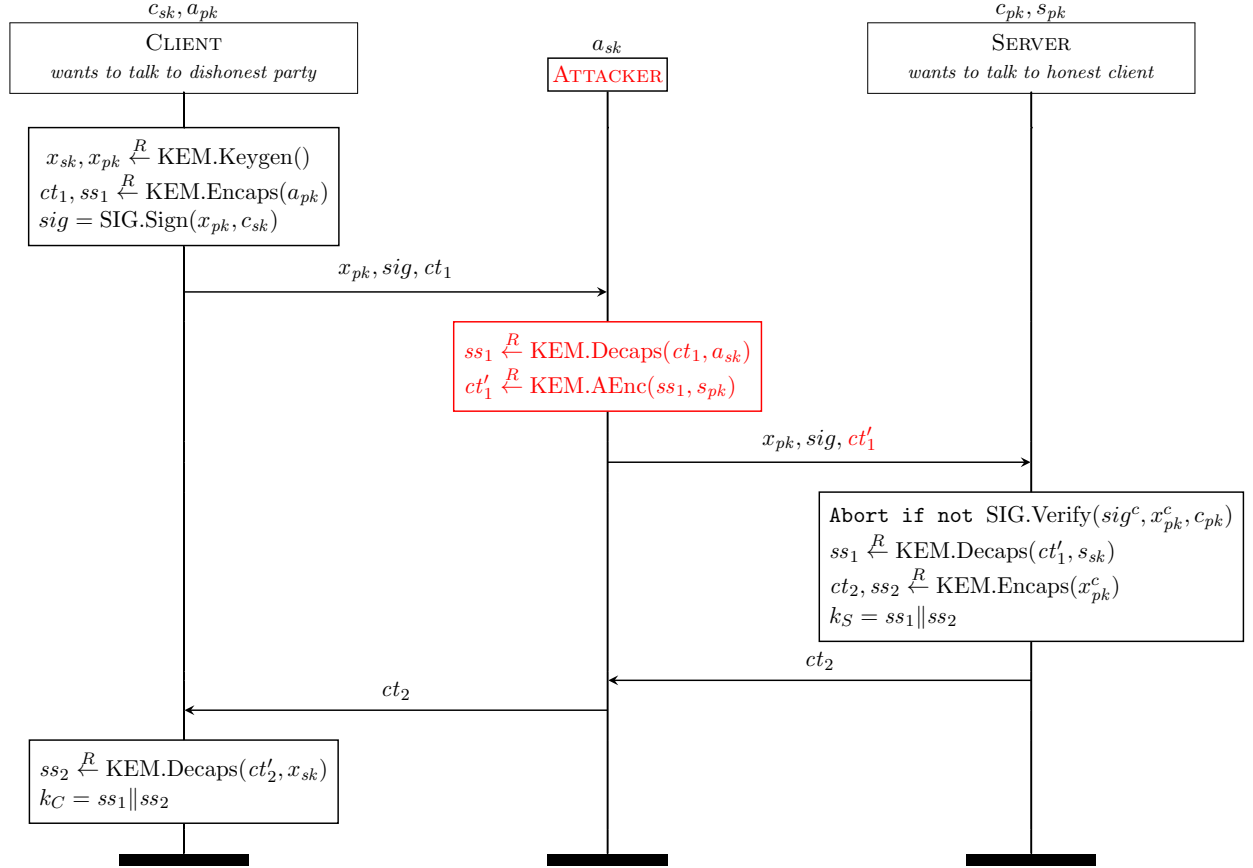 c_sk, a_pk
c_pk, s_pk
CLIENT
wants to talk to dishonest party
a_sk
ATTACKER
SERVER
wants to talk to honest client
x_sk, x_pk ←R KEM.Keygen()
ct_1, ss_1 ←R KEM.Encaps(a_pk)
sig = SIG.Sign(x_pk, c_sk)
x_pk, sig, ct_1
ss_1 ←R KEM.Decaps(ct_1, a_sk)
ct′_1 ←R KEM.AEnc(ss_1, s_pk)
x_pk, sig, ct′_1
Abort if not SIG.Verify(sig^c, x^c_pk, c_pk)
ss_1 ←R KEM.Decaps(ct′_1, s_sk)
ct_2, ss_2 ←R KEM.Encaps(x^c_pk)
k_S = ss_1‖ss_2
ct_2
ct_2
ss_2 ←R KEM.Decaps(ct′_2, x_sk)
k_C = ss_1‖ss_2